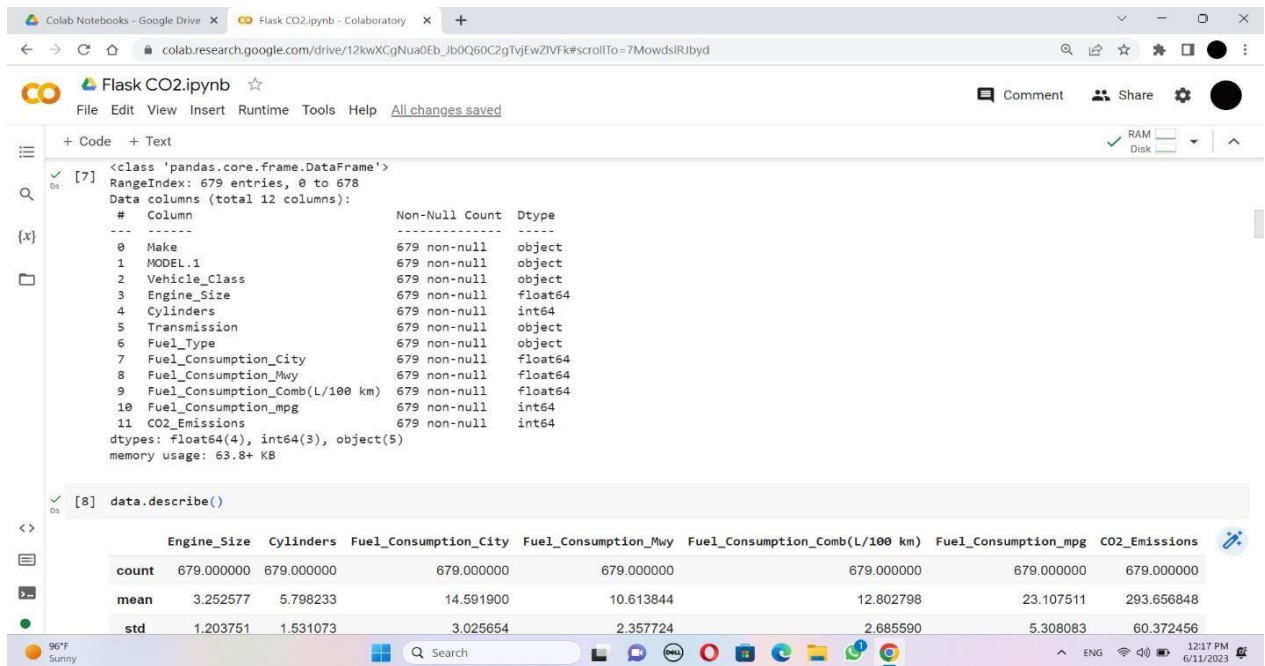 Colab Notebooks - Google Drive
Flask CO2.ipynb - Colaboratory
colab.research.google.com/drive/12kwXCgNua0Eb_Jb0Q60C2gTvjEwZlVFk#scrollTo=7MowdslRJbyd
CO Flask CO2.ipynb
Comment Share
File Edit View Insert Runtime Tools Help All changes saved
+ Code + Text
RAM
Disk
[7] <class 'pandas.core.frame.DataFrame'>
0s RangeIndex: 679 entries, 0 to 678
Data columns (total 12 columns):
# Column Non-Null Count Dtype
--- ------ -------------- -----
0 Make 679 non-null object
1 MODEL.1 679 non-null object
2 Vehicle_Class 679 non-null object
3 Engine_Size 679 non-null float64
4 Cylinders 679 non-null int64
5 Transmission 679 non-null object
6 Fuel_Type 679 non-null object
7 Fuel_Consumption_City 679 non-null float64
8 Fuel_Consumption_Mwy 679 non-null float64
9 Fuel_Consumption_Comb(L/100 km) 679 non-null float64
10 Fuel_Consumption_mpg 679 non-null int64
11 CO2_Emissions 679 non-null int64
dtypes: float64(4), int64(3), object(5)
memory usage: 63.8+ KB
{x}
[8] data.describe()
0s
Engine_Size Cylinders Fuel_Consumption_City Fuel_Consumption_Mwy Fuel_Consumption_Comb(L/100 km) Fuel_Consumption_mpg CO2_Emissions
count 679.000000 679.000000 679.000000 679.000000 679.000000 679.000000 679.000000
mean 3.252577 5.798233 14.591900 10.613844 12.802798 23.107511 293.656848
std 1.203751 1.531073 3.025654 2.357724 2.685590 5.308083 60.372456
96°F
Sunny
Search
DELL
ENG
12:17 PM
6/11/2023